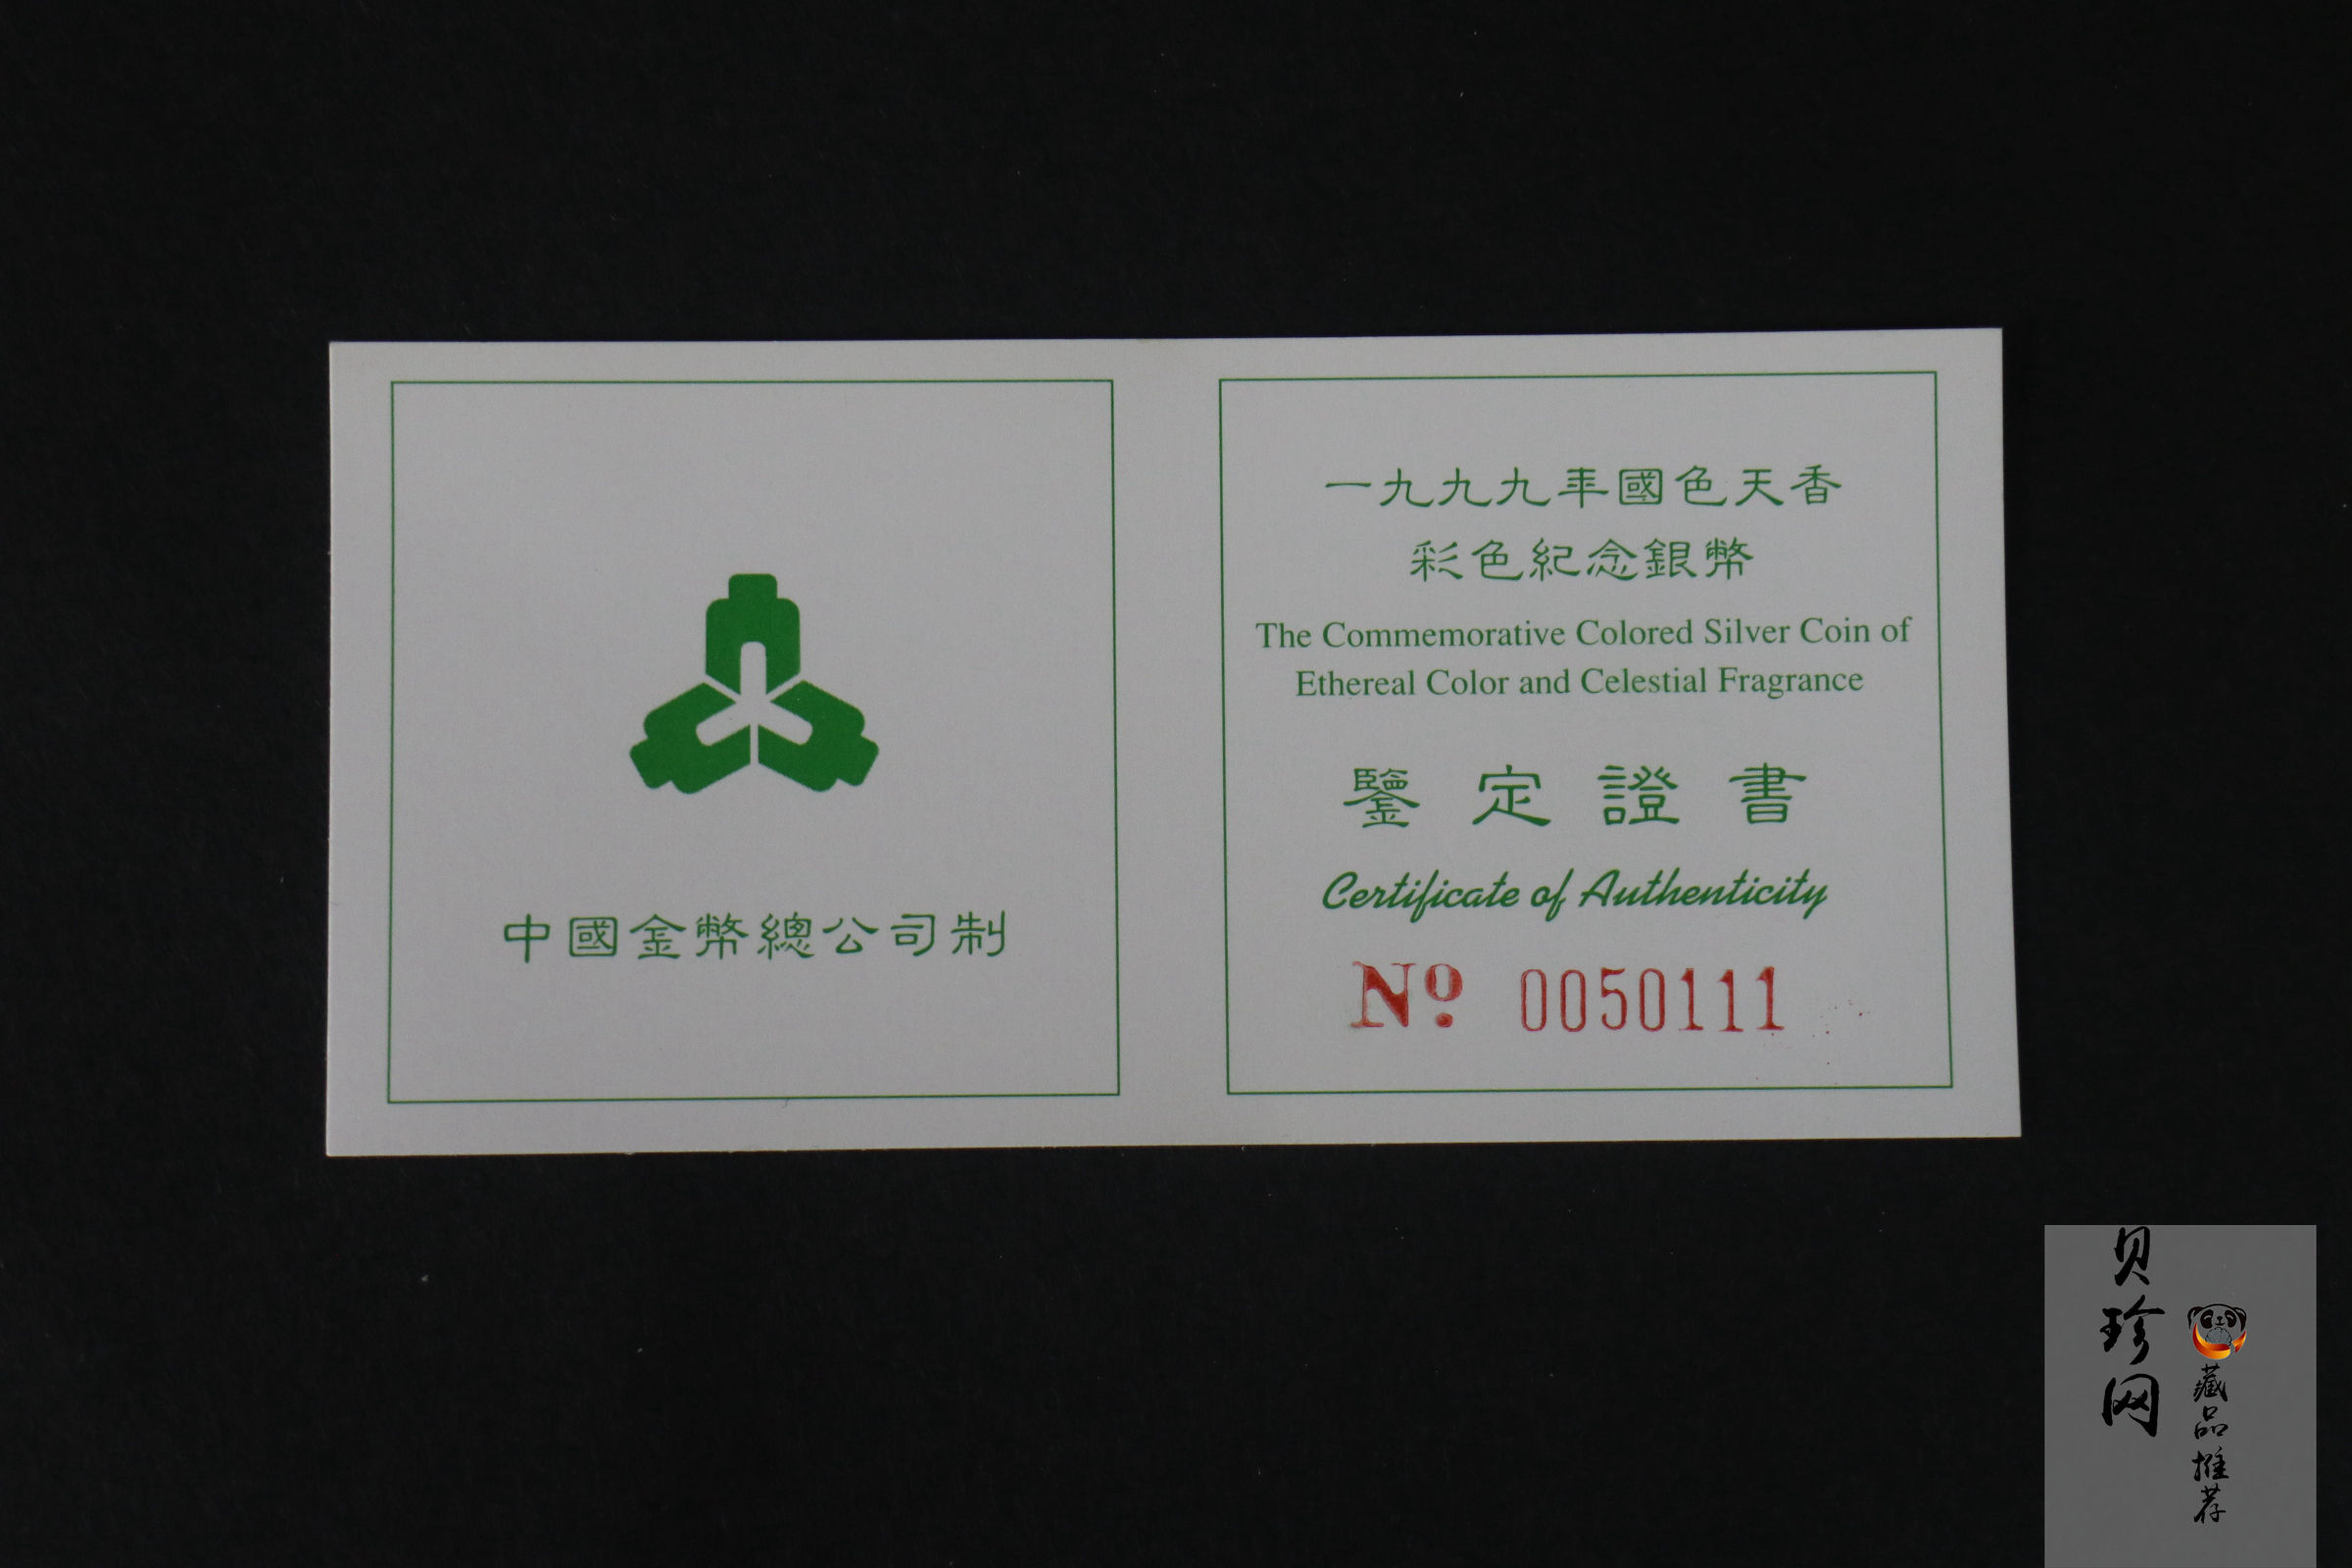 中國金幣總公司制
一九九九年國色天香
彩色紀念銀幣
The Commemorative Colored Silver Coin of
Ethereal Color and Celestial Fragrance
鑒定證書
Certificate of Authenticity
Nº 0050111
贝珍网
藏品推荐